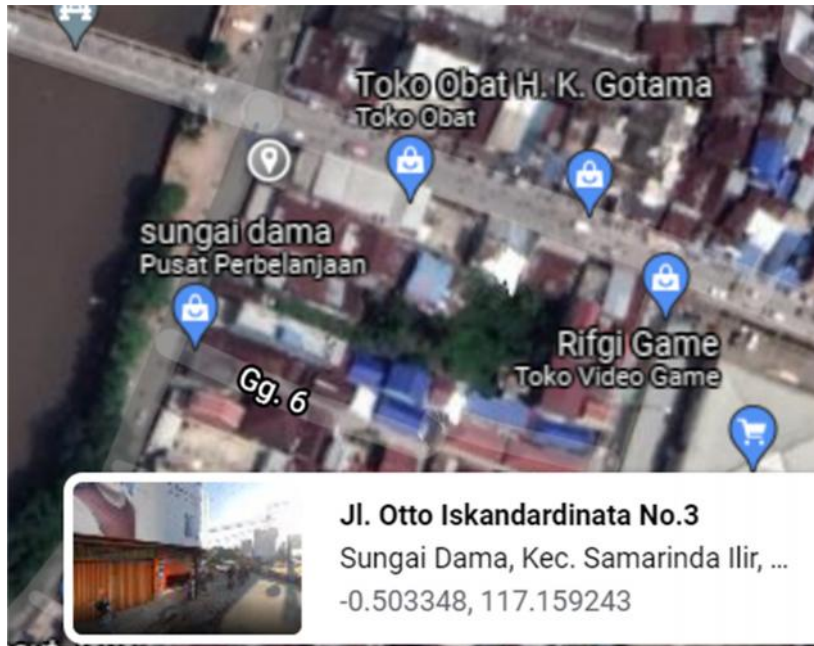 Toko Obat H. K. Gotama
Toko Obat
sungai dama
Pusat Perbelanjaan
Rifgi Game
Toko Video Game
Gg. 6
Jl. Otto Iskandardinata No.3
Sungai Dama, Kec. Samarinda Ilir, ...
-0.503348, 117.159243